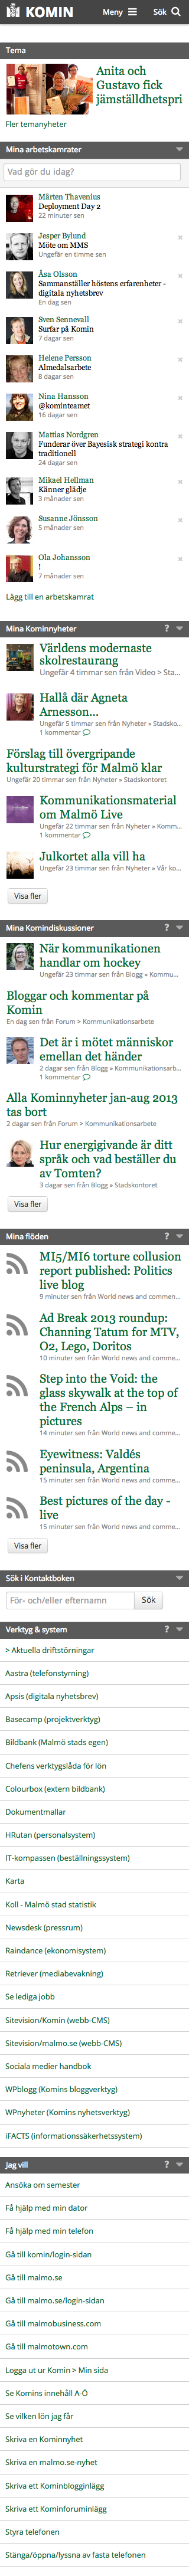 KOMIN Meny Sök
Tema
Anita och
Gustavo fick
jämställdhetspri
Fler temanyheter
Mina arbetskamrater
Vad gör du idag?
Mårten Thavenius
Deployment Day 2
22 minuter sen
Jesper Bylund
Möte om MMS
Ungefär en timme sen
Åsa Olsson
Sammanställer höstens erfarenheter -
digitala nyhetsbrev
En dag sen
Sven Sennevall
Surfar på Komin
7 dagar sen
Helene Persson
Almedalsarbete
8 dagar sen
Nina Hansson
@kominteamet
16 dagar sen
Mattias Nordgren
Funderar över Bayesisk strategi kontra
traditionell
24 dagar sen
Mikael Hellman
Känner glädje
3 månader sen
Susanne Jönsson
5 månader sen
Ola Johansson
!
7 månader sen
Lägg till en arbetskamrat
Mina Kominnyheter ?
Världens modernaste
skolrestaurang
Ungefär 4 timmar sen från Video > Sta...
Hallå där Agneta
Arnesson...
Ungefär 5 timmar sen från Nyheter » Stadsko...
1 kommentar
Förslag till övergripande
kulturstrategi för Malmö klar
Ungefär 20 timmar sen från Nyheter » Stadskontoret
Kommunikationsmaterial
om Malmö Live
Ungefär 22 timmar sen från Nyheter » Komm...
1 kommentar
Julkortet alla vill ha
Ungefär 23 timmar sen från Nyheter » Vår ko...
Visa fler
Mina Komindiskussioner ?
När kommunikationen
handlar om hockey
Ungefär 23 timmar sen från Blogg » Kommu...
Bloggar och kommentar på
Komin
En dag sen från Forum > Kommunikationsarbete
Det är i mötet människor
emellan det händer
2 dagar sen från Blogg » Kommunikationsarb...
1 kommentar
Alla Kominnyheter jan-aug 2013
tas bort
2 dagar sen från Forum > Kommunikationsarbete
Hur energigivande är ditt
språk och vad beställer du
av Tomten?
3 dagar sen från Blogg » Stadskontoret
Visa fler
Mina flöden ?
MI5/MI6 torture collusion
report published: Politics
live blog
9 minuter sen från World news and commen...
Ad Break 2013 roundup:
Channing Tatum for MTV,
O2, Lego, Doritos
10 minuter sen från World news and comme...
Step into the Void: the
glass skywalk at the top of
the French Alps – in
pictures
14 minuter sen från World news and comme...
Eyewitness: Valdés
peninsula, Argentina
15 minuter sen från World news and comme...
Best pictures of the day -
live
15 minuter sen från World news and comme...
Visa fler
Sök i Kontaktboken
För- och/eller efternamn Sök
Verktyg & system ?
> Aktuella driftstörningar
Aastra (telefonstyrning)
Apsis (digitala nyhetsbrev)
Basecamp (projektverktyg)
Bildbank (Malmö stads egen)
Chefens verktygslåda för lön
Colourbox (extern bildbank)
Dokumentmallar
HRutan (personalsystem)
IT-kompassen (beställningssystem)
Karta
Koll - Malmö stad statistik
Newsdesk (pressrum)
Raindance (ekonomisystem)
Retriever (mediabevakning)
Se lediga jobb
Sitevision/Komin (webb-CMS)
Sitevision/malmo.se (webb-CMS)
Sociala medier handbok
WPblogg (Komins bloggverktyg)
WPnyheter (Komins nyhetsverktyg)
iFACTS (informationssäkerhetssystem)
Jag vill ?
Ansöka om semester
Få hjälp med min dator
Få hjälp med min telefon
Gå till komin/login-sidan
Gå till malmo.se
Gå till malmo.se/login-sidan
Gå till malmobusiness.com
Gå till malmotown.com
Logga ut ur Komin > Min sida
Se Komins innehåll A-Ö
Se vilken lön jag får
Skriva en Kominnyhet
Skriva en malmo.se-nyhet
Skriva ett Kominblogginlägg
Skriva ett Kominforuminlägg
Styra telefonen
Stänga/öppna/lyssna av fasta telefonen